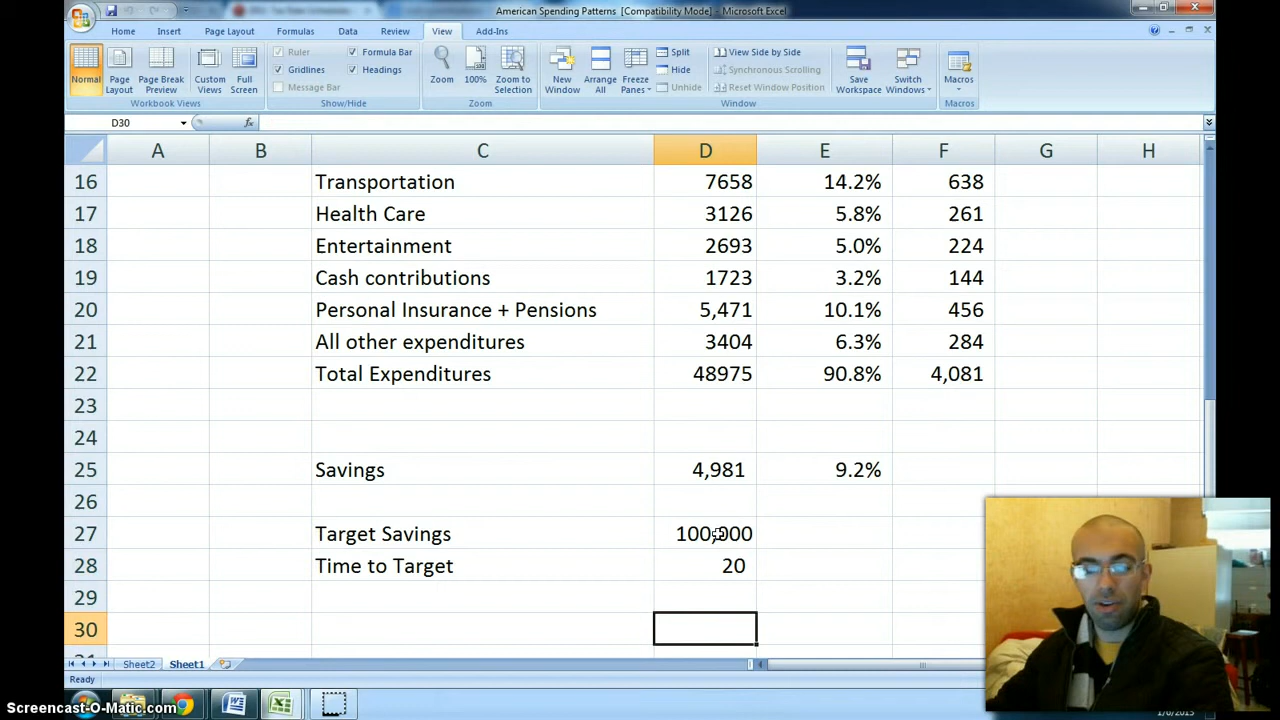 American Spending Patterns [Compatibility Mode] - Microsoft Excel
Home Insert Page Layout Formulas Data Review View Add-Ins
Normal Page Layout Page Break Preview Custom Views Full Screen
Workbook Views
Ruler Formula Bar
Gridlines Headings
Message Bar
Show/Hide
Zoom 100% Zoom to Selection
Zoom
New Window Arrange All Freeze Panes
Split
Hide
Unhide
View Side by Side
Synchronous Scrolling
Reset Window Position
Window
Save Workspace Switch Windows
Macros
Macros
D30 fx
A B C D E F G H
16 Transportation 7658 14.2% 638
17 Health Care 3126 5.8% 261
18 Entertainment 2693 5.0% 224
19 Cash contributions 1723 3.2% 144
20 Personal Insurance + Pensions 5,471 10.1% 456
21 All other expenditures 3404 6.3% 284
22 Total Expenditures 48975 90.8% 4,081
23
24
25 Savings 4,981 9.2%
26
27 Target Savings 100,000
28 Time to Target 20
29
30
Sheet2 Sheet1
Ready
Screencast-O-Matic.com